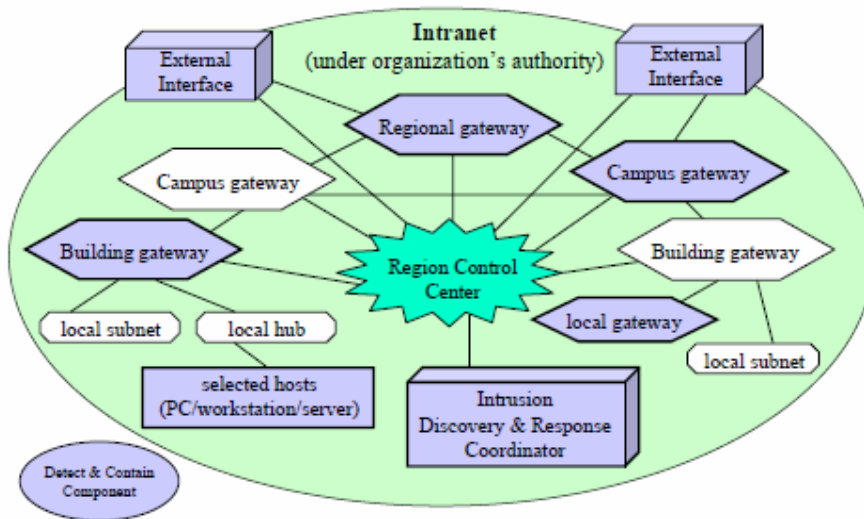 Intranet
(under organization's authority)
External
Interface
External
Interface
Regional gateway
Campus gateway
Campus gateway
Building gateway
Building gateway
Region Control
Center
local subnet
local hub
local gateway
local subnet
selected hosts
(PC/workstation/server)
Intrusion
Discovery & Response
Coordinator
Detect & Contain
Component